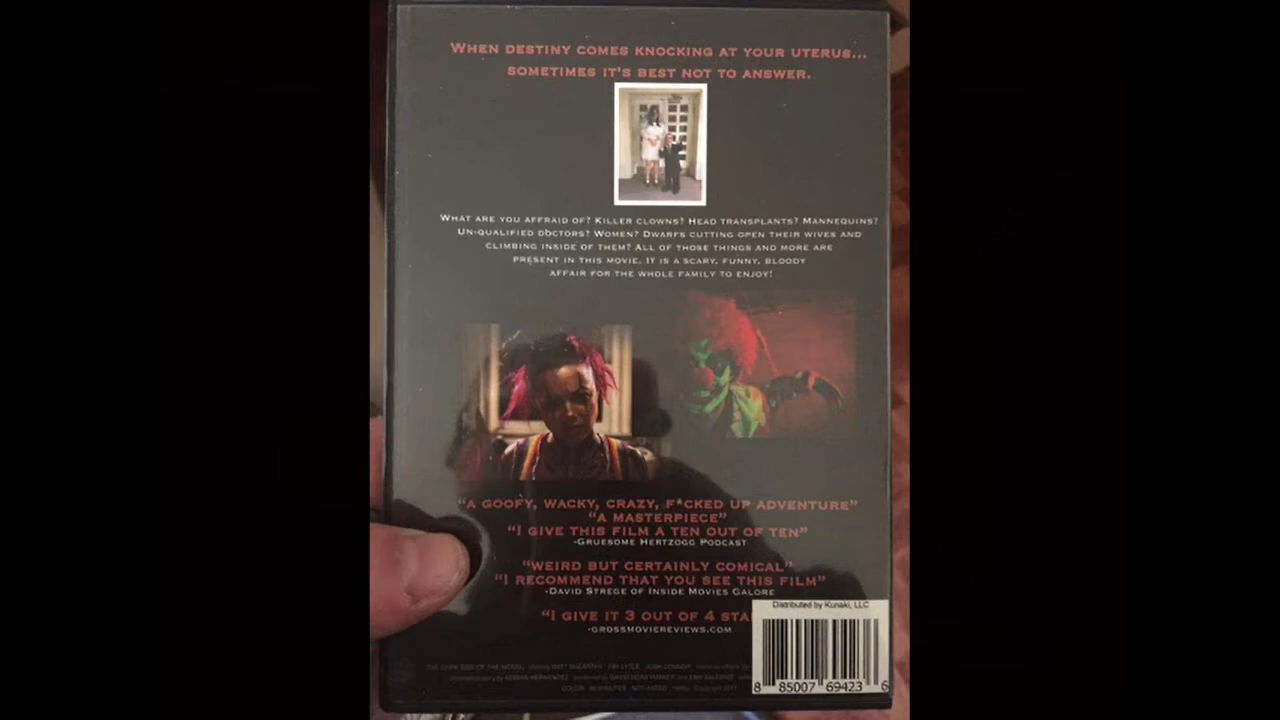 WHEN DESTINY COMES KNOCKING AT YOUR UTERUS...
SOMETIMES IT'S BEST NOT TO ANSWER.
WHAT ARE YOU AFFRAID OF? KILLER CLOWNS? HEAD TRANSPLANTS? MANNEQUINS?
UN-QUALIFIED DOCTORS? WOMEN? DWARFS CUTTING OPEN THEIR WIVES AND
CLIMBING INSIDE OF THEM? ALL OF THOSE THINGS AND MORE ARE
PRESENT IN THIS MOVIE. IT IS A SCARY, FUNNY, BLOODY
AFFAIR FOR THE WHOLE FAMILY TO ENJOY!
"A GOOFY, WACKY, CRAZY, F*CKED UP ADVENTURE"
"A MASTERPIECE"
"I GIVE THIS FILM A TEN OUT OF TEN"
-GRUESOME HERTZOGG PODCAST
"WEIRD BUT CERTAINLY COMICAL"
"I RECOMMEND THAT YOU SEE THIS FILM"
-DAVID STREGE OF INSIDE MOVIES GALORE
"I GIVE IT 3 OUT OF 4
-GROSSMOVIEREVIEWS.COM
Distributed by Kunaki, LLC
8 85007 69423 6